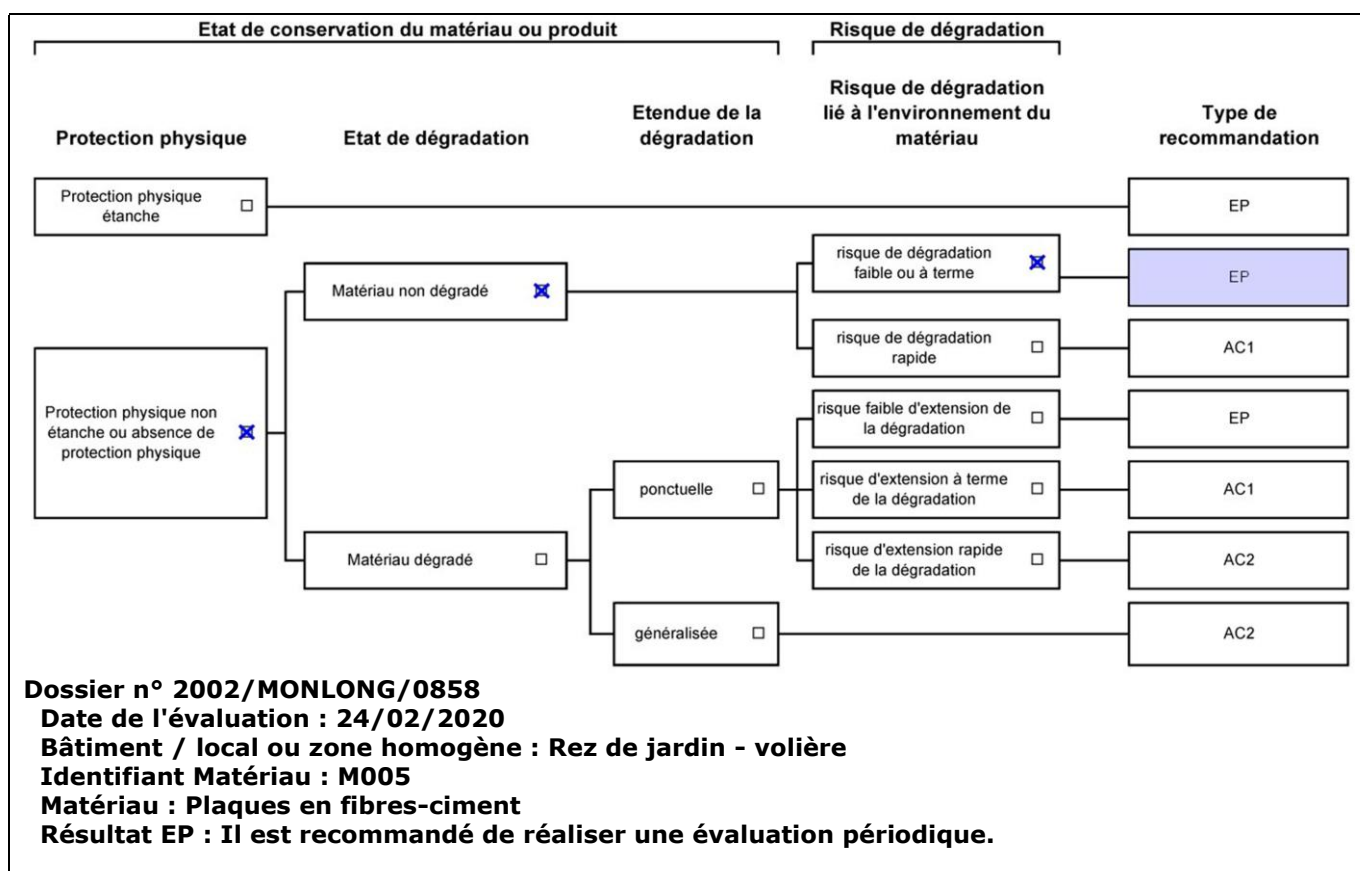 Etat de conservation du matériau ou produit
Risque de dégradation
Protection physique
Etat de dégradation
Etendue de la
dégradation
Risque de dégradation
lié à l'environnement du
matériau
Type de
recommandation
Protection physique
étanche
EP
risque de dégradation
faible ou à terme
EP
Matériau non dégradé
risque de dégradation
rapide
AC1
Protection physique non
étanche ou absence de
protection physique
risque faible d'extension de
la dégradation
EP
ponctuelle
risque d'extension à terme
de la dégradation
AC1
Matériau dégradé
risque d'extension rapide
de la dégradation
AC2
généralisée
AC2
Dossier n° 2002/MONLONG/0858
Date de l'évaluation : 24/02/2020
Bâtiment / local ou zone homogène : Rez de jardin - volière
Identifiant Matériau : M005
Matériau : Plaques en fibres-ciment
Résultat EP : Il est recommandé de réaliser une évaluation périodique.